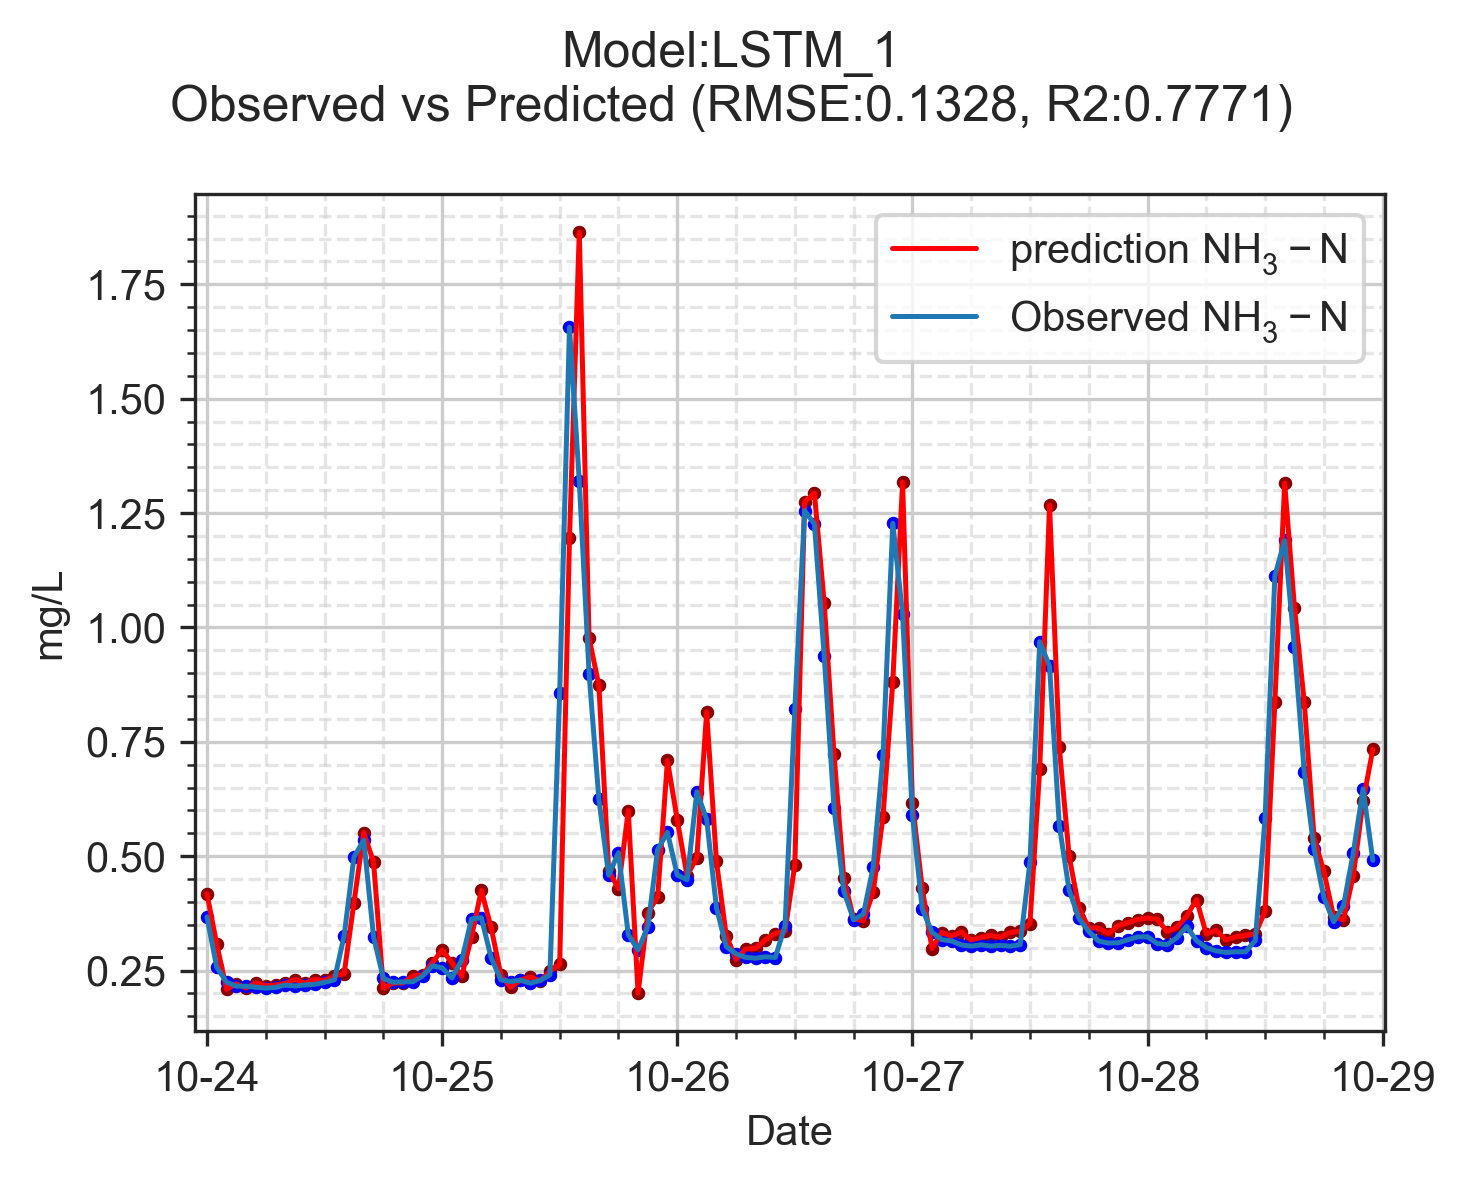 Model:LSTM_1
Observed vs Predicted (RMSE:0.1328, R2:0.7771)
prediction NH₃ − N
Observed NH₃ − N
mg/L
1.75
1.50
1.25
1.00
0.75
0.50
0.25
10-24 10-25 10-26 10-27 10-28 10-29
Date